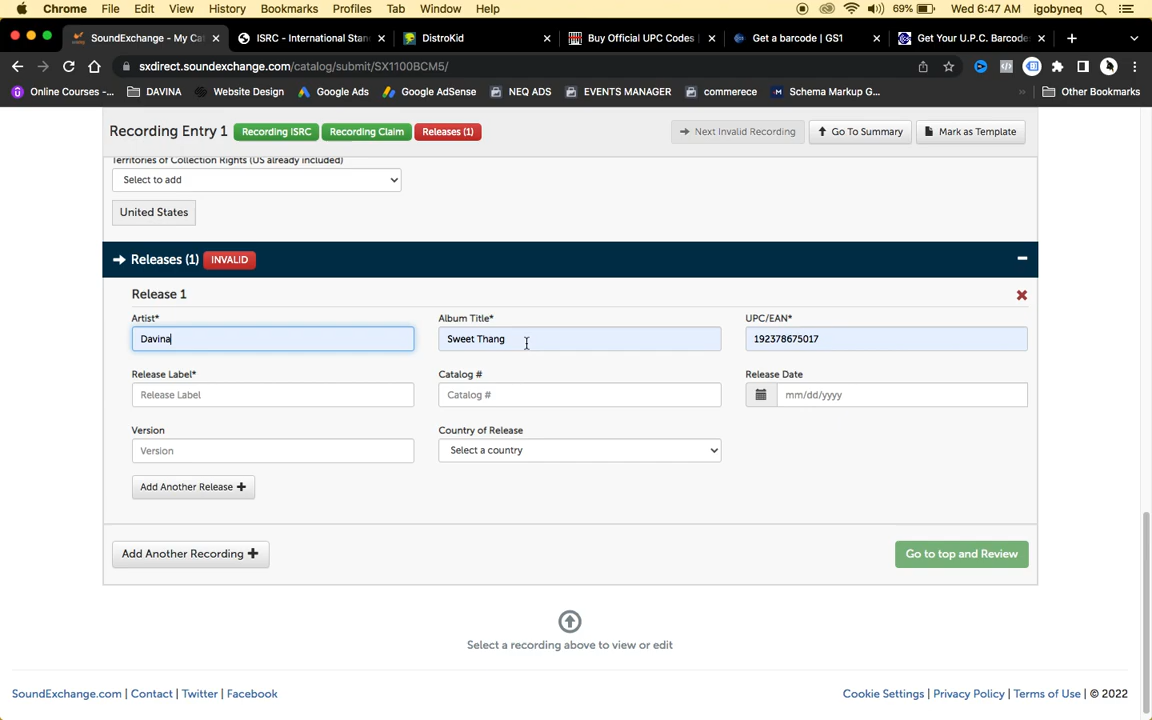 Chrome File Edit View History Bookmarks Profiles Tab Window Help 69% Wed 6:47 AM igobyneq
SoundExchange - My Ca ISRC - International Stan DistroKid Buy Official UPC Codes Get a barcode | GS1 Get Your U.P.C. Barcode
sxdirect.soundexchange.com/catalog/submit/SX1100BCM5/
Online Courses -... DAVINA Website Design Google Ads Google AdSense NEQ ADS EVENTS MANAGER commerece Schema Markup G... » Other Bookmarks
Recording Entry 1 Recording ISRC Recording Claim Releases (1) Next Invalid Recording Go To Summary Mark as Template
Territories of Collection Rights (US already included)
Select to add
United States
Releases (1) INVALID
Release 1
Artist* Album Title* UPC/EAN*
Davina Sweet Thang 192378675017
Release Label* Catalog # Release Date
Release Label Catalog # mm/dd/yyyy
Version Country of Release
Version Select a country
Add Another Release +
Add Another Recording + Go to top and Review
Select a recording above to view or edit
SoundExchange.com | Contact | Twitter | Facebook Cookie Settings | Privacy Policy | Terms of Use | © 2022